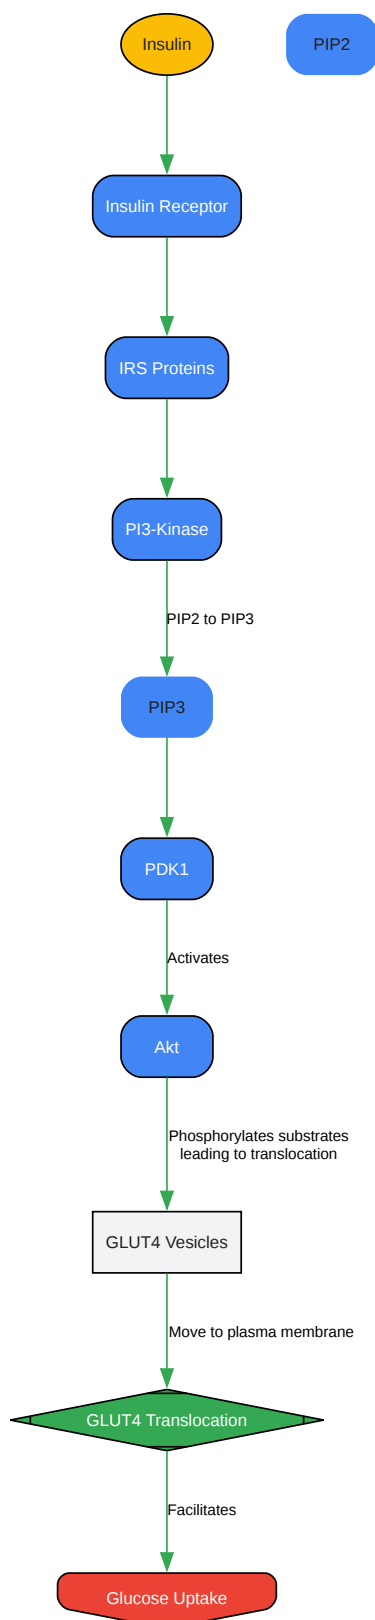 Insulin
PIP2
Insulin Receptor
IRS Proteins
PI3-Kinase
PIP2 to PIP3
PIP3
PDK1
Activates
Akt
Phosphorylates substrates
leading to translocation
GLUT4 Vesicles
Move to plasma membrane
GLUT4 Translocation
Facilitates
Glucose Uptake